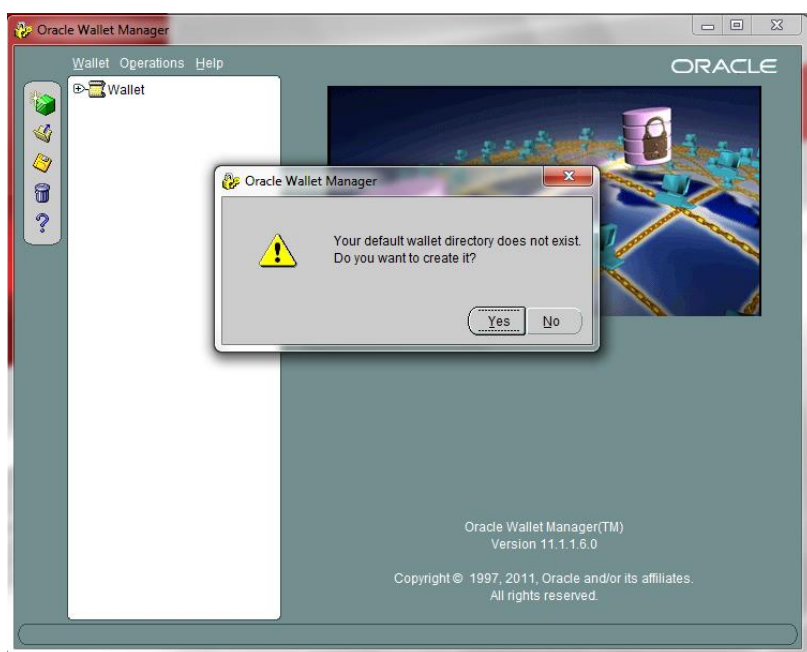 Oracle Wallet Manager
Wallet Operations Help
ORACLE
Wallet
Oracle Wallet Manager
Your default wallet directory does not exist.
Do you want to create it?
Yes No
Oracle Wallet Manager(TM)
Version 11.1.1.6.0
Copyright © 1997, 2011, Oracle and/or its affiliates.
All rights reserved.